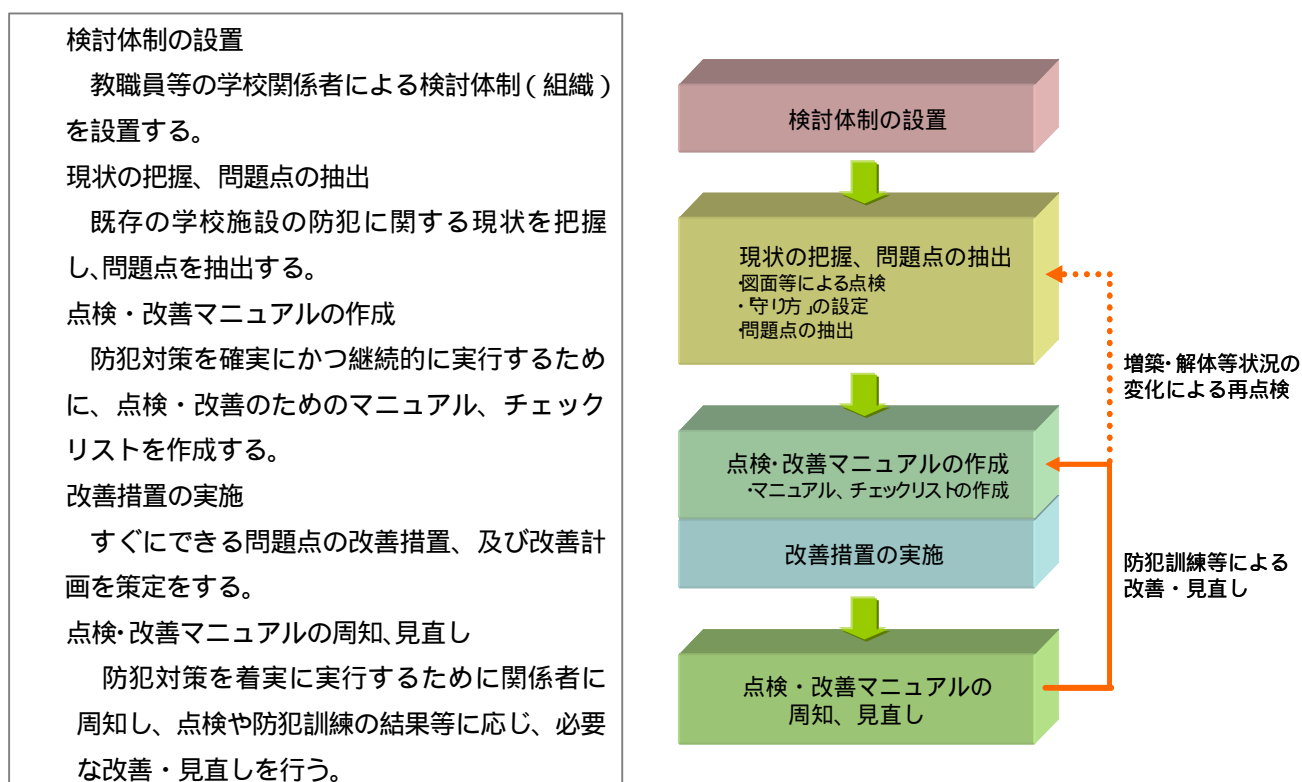 検討体制の設置
教職員等の学校関係者による検討体制(組織)
を設置する。
現状の把握、問題点の抽出
既存の学校施設の防犯に関する現状を把握
し、問題点を抽出する。
点検・改善マニュアルの作成
防犯対策を確実にかつ継続的に実行するため
に、点検・改善のためのマニュアル、チェック
リストを作成する。
改善措置の実施
すぐにできる問題点の改善措置、及び改善計
画を策定をする。
点検・改善マニュアルの周知、見直し
防犯対策を着実に実行するために関係者に
周知し、点検や防犯訓練の結果等に応じ、必要
な改善・見直しを行う。
検討体制の設置
現状の把握、問題点の抽出
・図面等による点検
・「守り方」の設定
・問題点の抽出
点検・改善マニュアルの作成
・マニュアル、チェックリストの作成
改善措置の実施
点検・改善マニュアルの
周知、見直し
増築・解体等状況の
変化による再点検
防犯訓練等による
改善・見直し